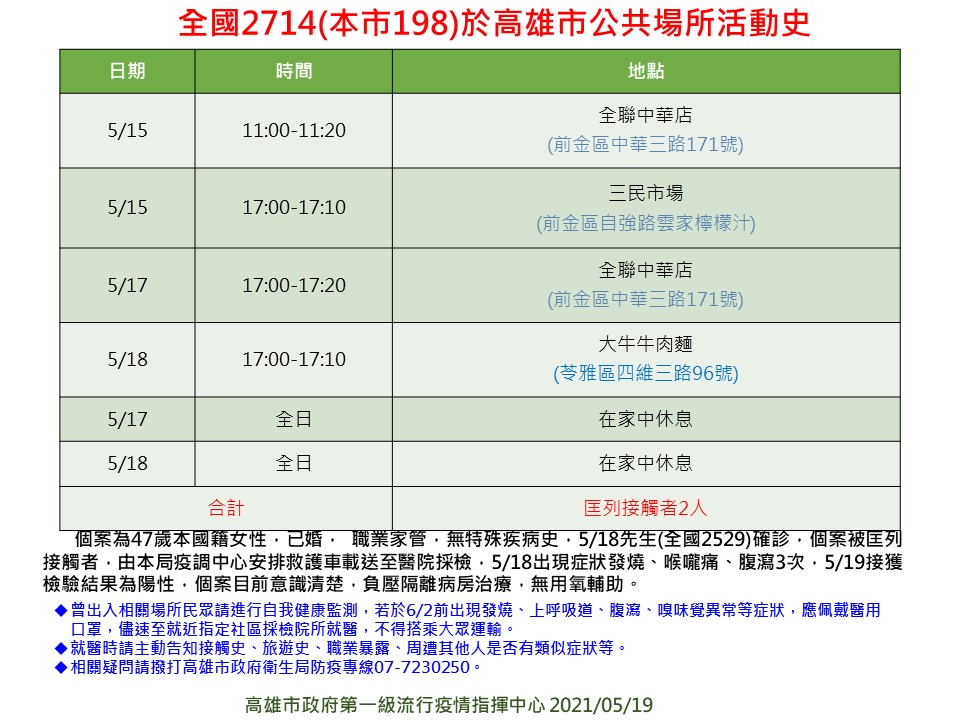 全國2714(本市198)於高雄市公共場所活動史
日期 時間 地點
5/15 11:00-11:20 全聯中華店
(前金區中華三路171號)
5/15 17:00-17:10 三民市場
(前金區自強路雲家檸檬汁)
5/17 17:00-17:20 全聯中華店
(前金區中華三路171號)
5/18 17:00-17:10 大牛牛肉麵
(苓雅區四維三路96號)
5/17 全日 在家中休息
5/18 全日 在家中休息
合計 匡列接觸者2人
個案為47歲本國籍女性，已婚， 職業家管，無特殊疾病史，5/18先生(全國2529)確診，個案被匡列
接觸者，由本局疫調中心安排救護車載送至醫院採檢，5/18出現症狀發燒、喉嚨痛、腹瀉3次，5/19接獲
檢驗結果為陽性，個案目前意識清楚，負壓隔離病房治療，無用氧輔助。
◆曾出入相關場所民眾請進行自我健康監測，若於6/2前出現發燒、上呼吸道、腹瀉、嗅味覺異常等症狀，應佩戴醫用
口罩，儘速至就近指定社區採檢院所就醫，不得搭乘大眾運輸。
◆就醫時請主動告知接觸史、旅遊史、職業暴露、周遭其他人是否有類似症狀等。
◆相關疑問請撥打高雄市政府衛生局防疫專線07-7230250。
高雄市政府第一級流行疫情指揮中心 2021/05/19